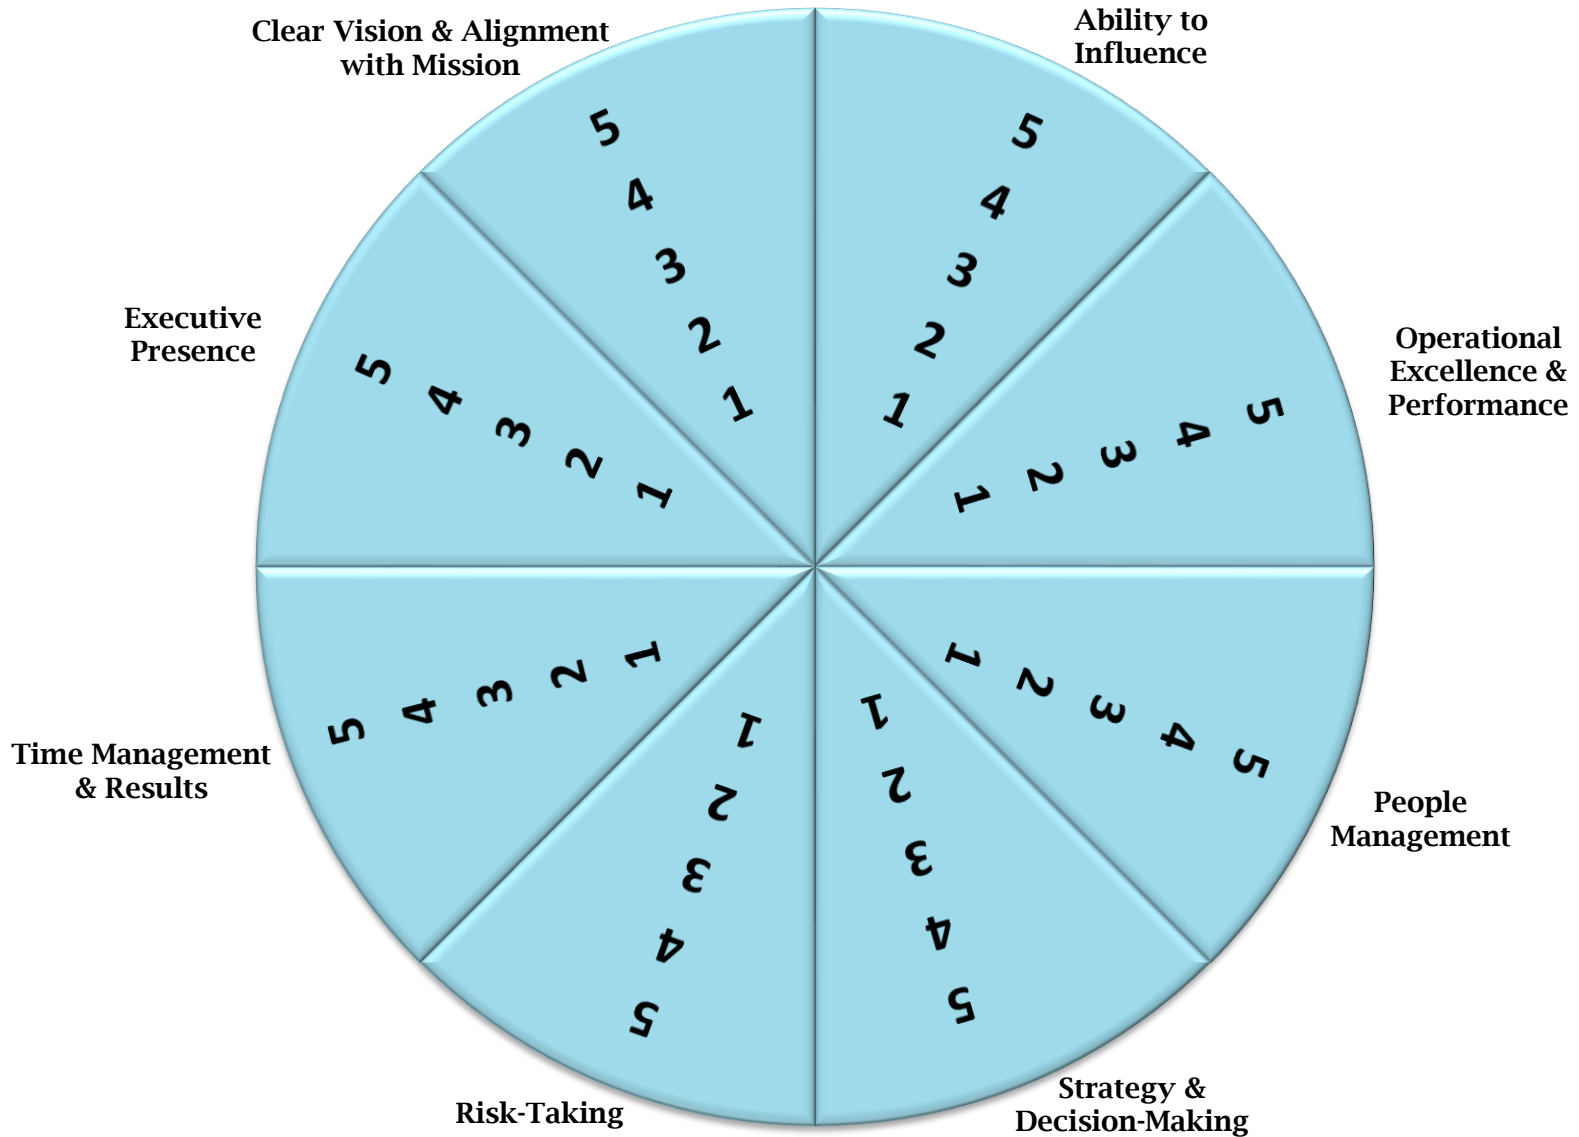 Clear Vision & Alignment
with Mission
Ability to
Influence
5
4
3
2
1
5
4
3
2
1
Executive
Presence
5
4
3
2
1
Operational
Excellence &
Performance
5
4
3
2
1
Time Management
& Results
5
4
3
2
1
People
Management
1
2
3
4
5
Risk-Taking
1
2
3
4
5
Strategy &
Decision-Making
1
2
3
4
5